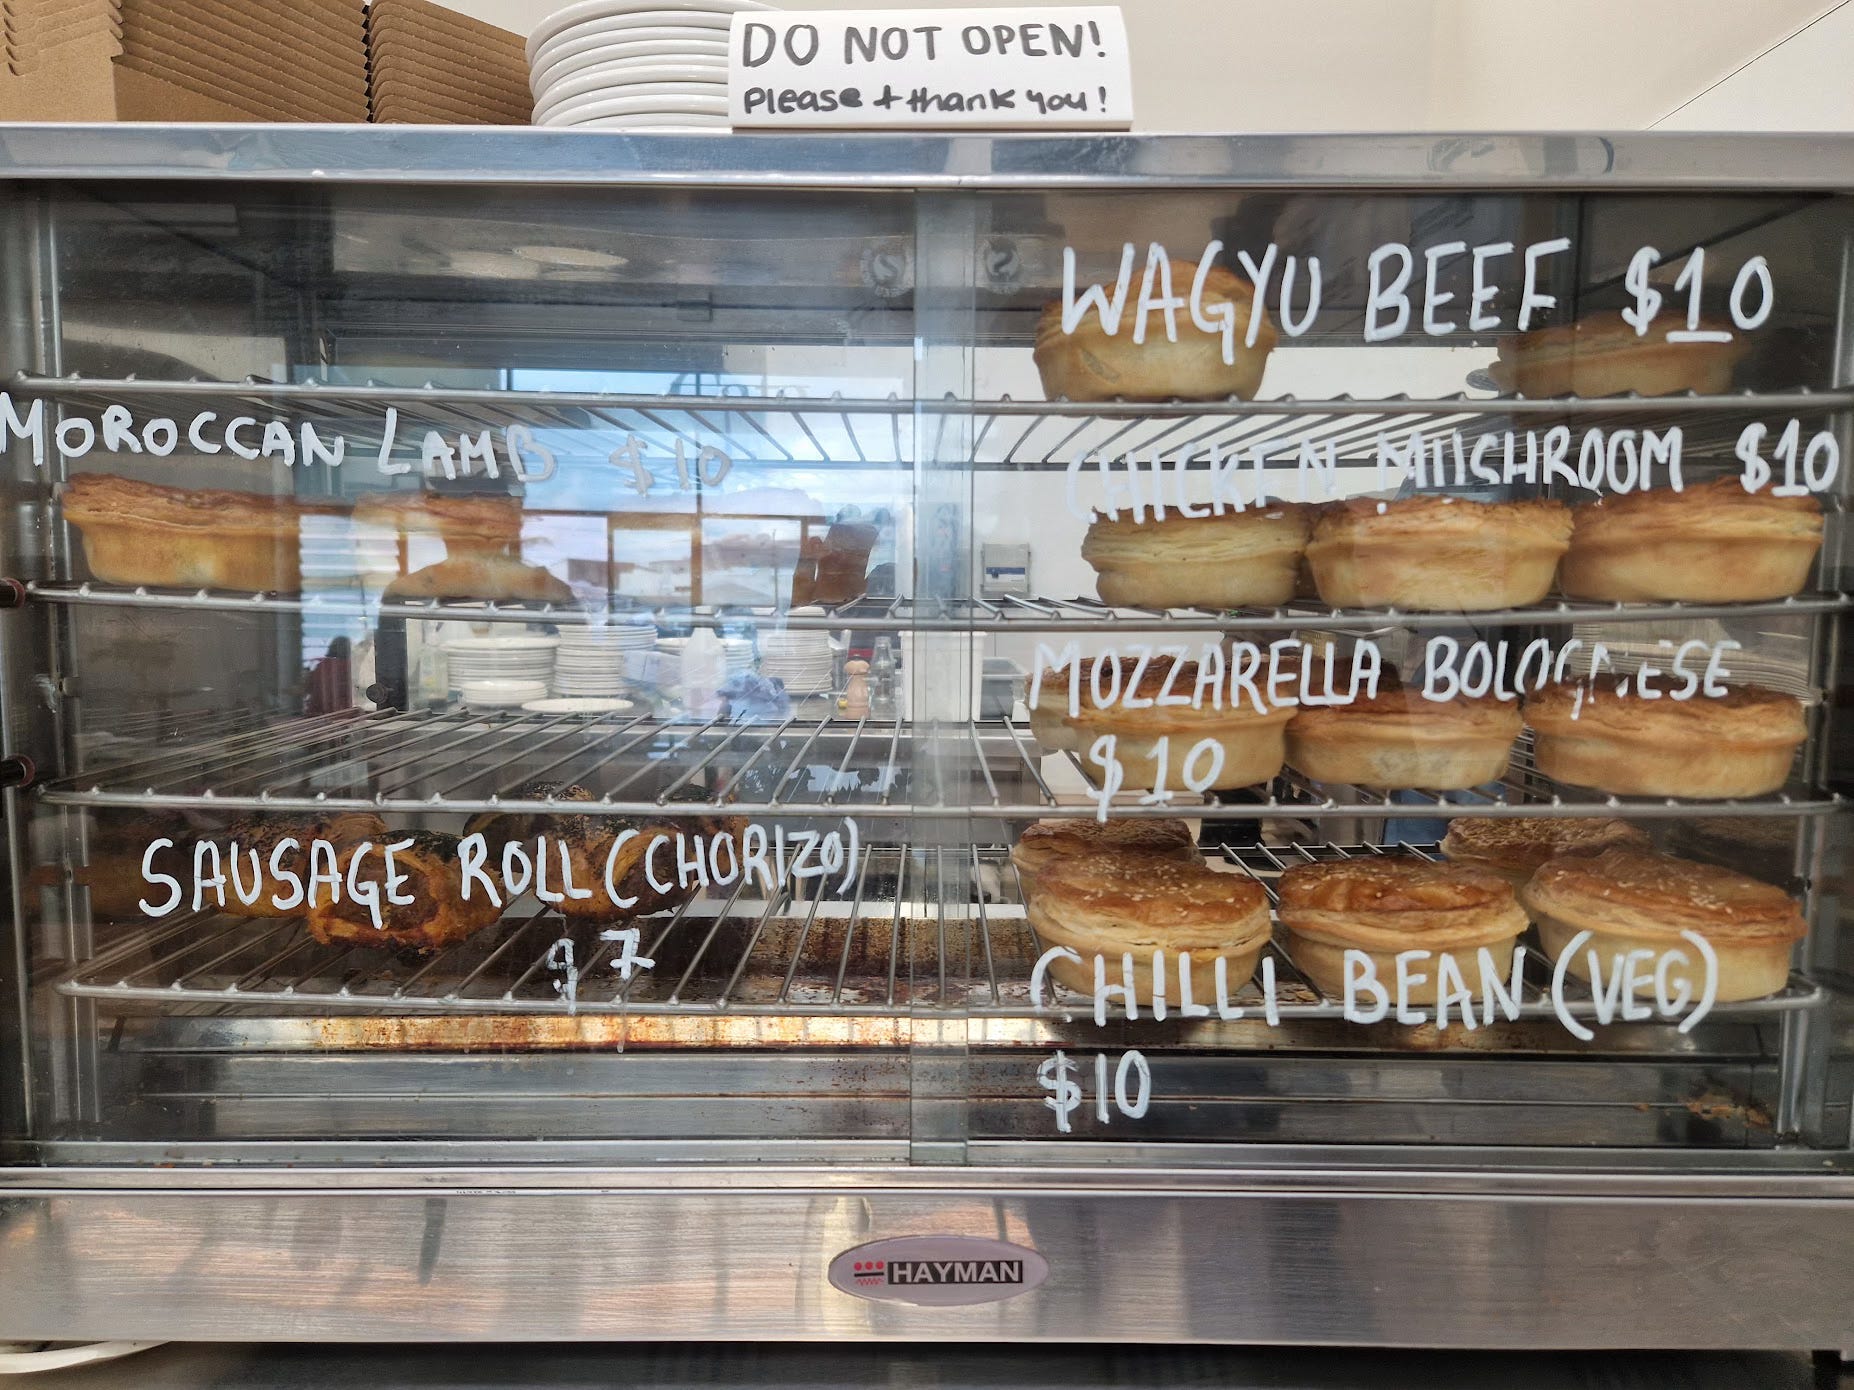 DO NOT OPEN!
Please + thank you!
WAGYU BEEF $10
MOROCCAN LAMB $10
CHICKEN MUSHROOM $10
MOZZARELLA BOLOGNESE
$10
SAUSAGE ROLL (CHORIZO)
$7
CHILLI BEAN (VEG)
$10
HAYMAN